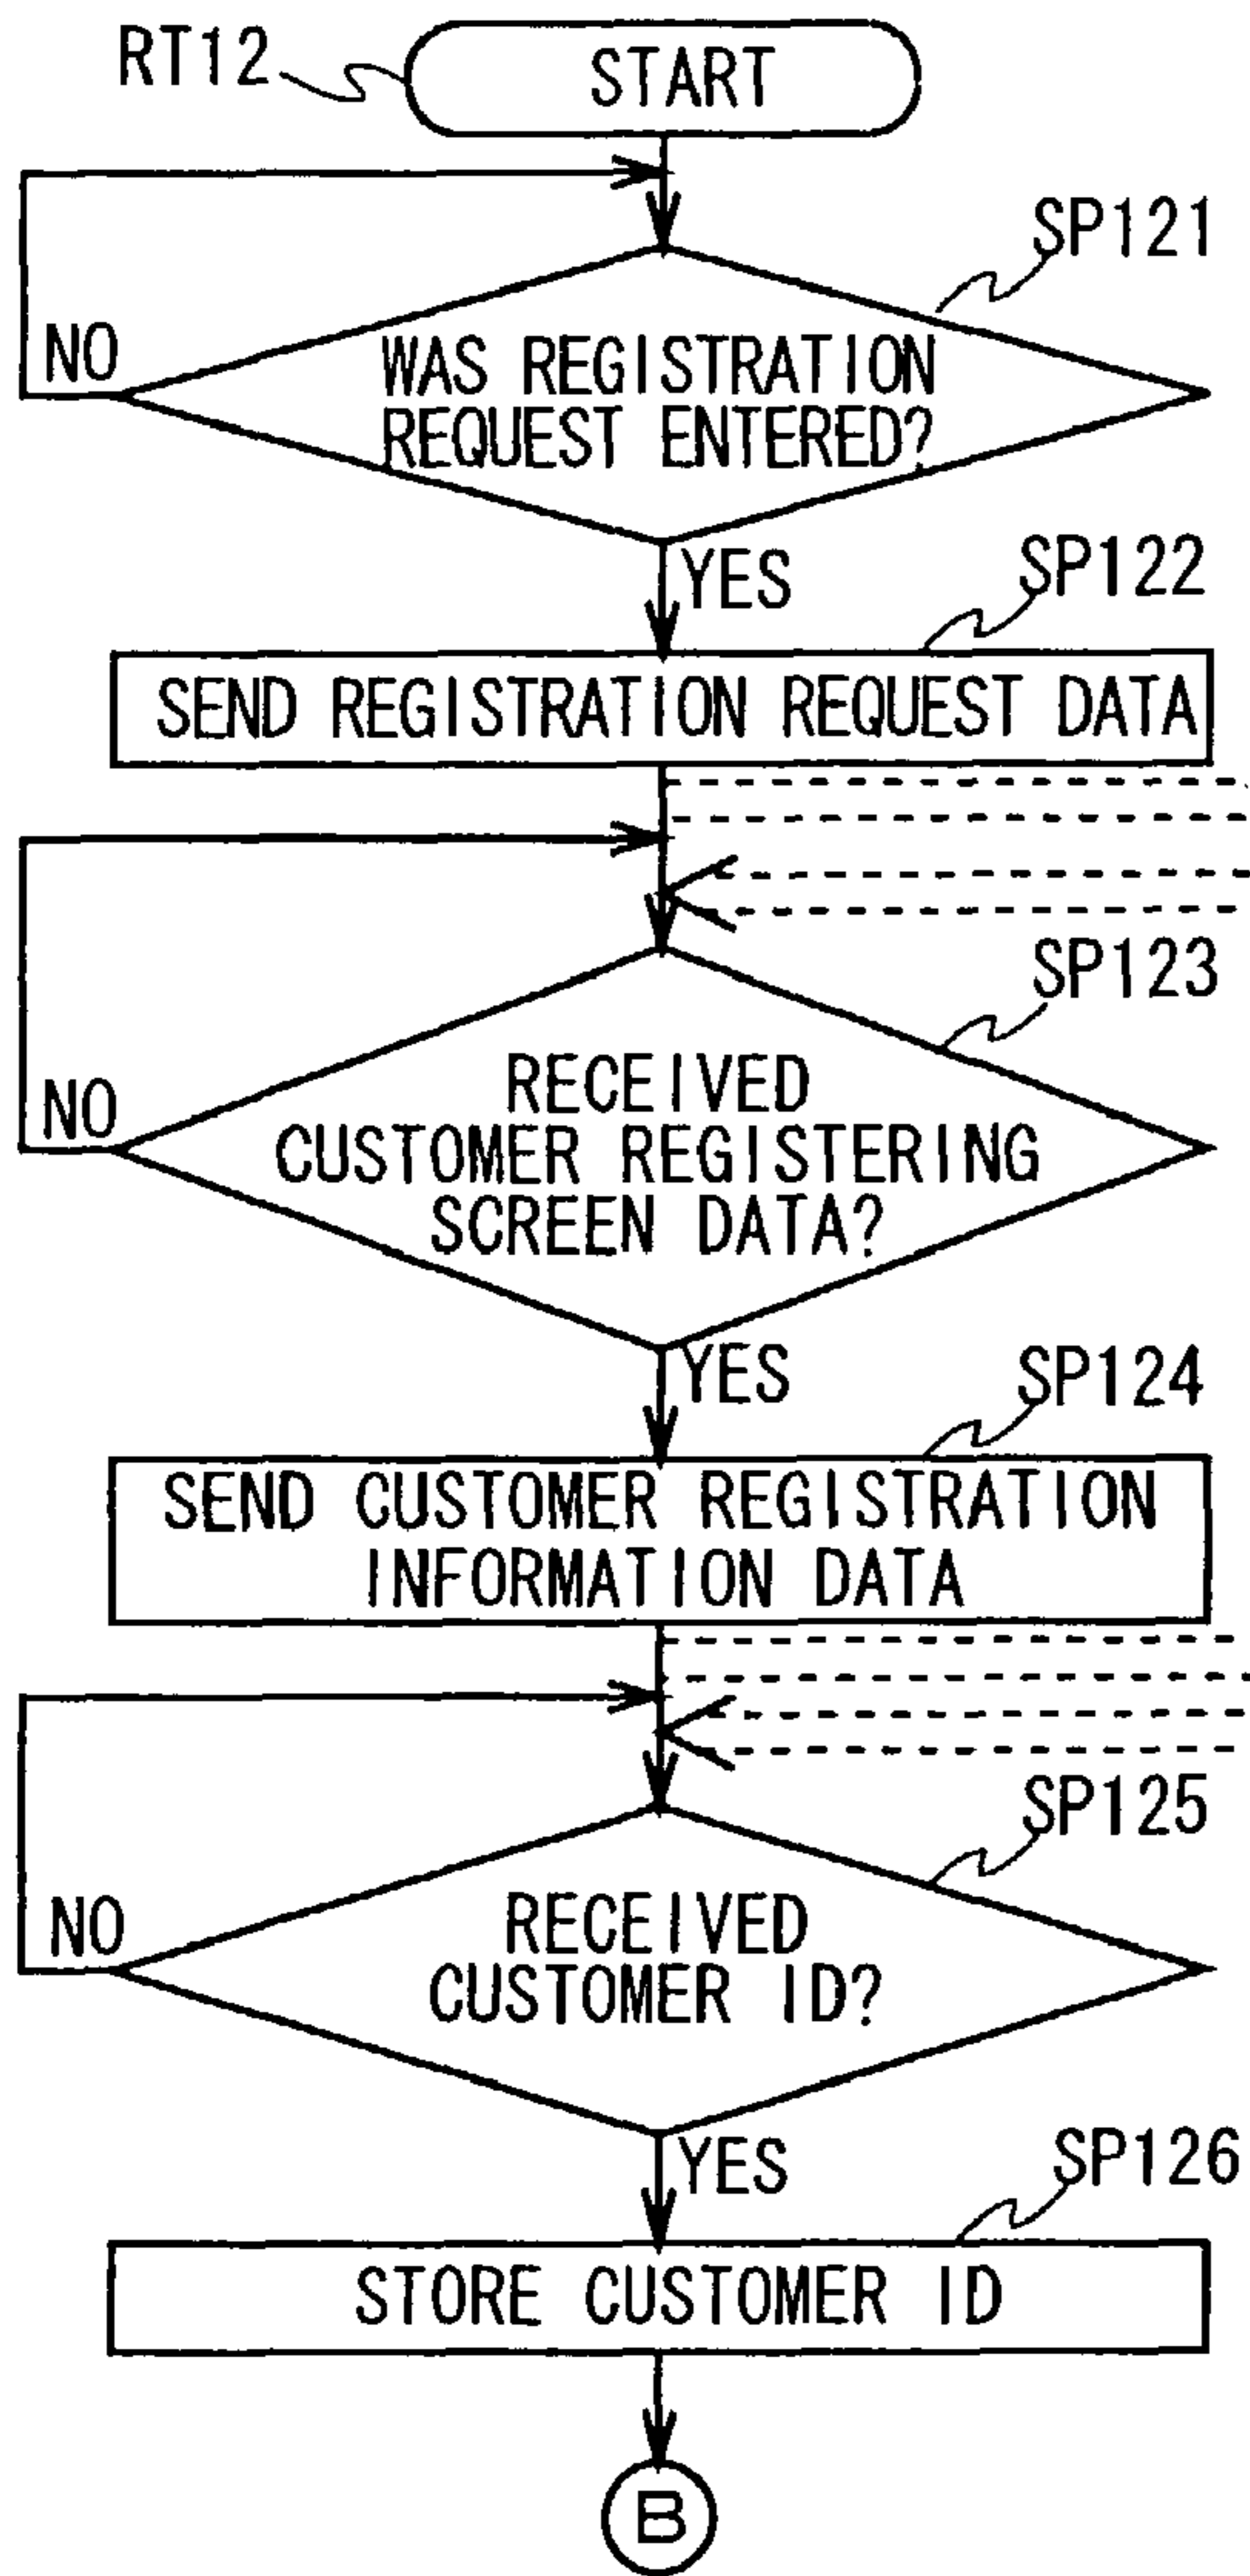 RT12
START
SP121
NO
WAS REGISTRATION
REQUEST ENTERED?
YES
SP122
SEND REGISTRATION REQUEST DATA
SP123
NO
RECEIVED
CUSTOMER REGISTERING
SCREEN DATA?
YES
SP124
SEND CUSTOMER REGISTRATION
INFORMATION DATA
SP125
NO
RECEIVED
CUSTOMER ID?
YES
SP126
STORE CUSTOMER ID
B